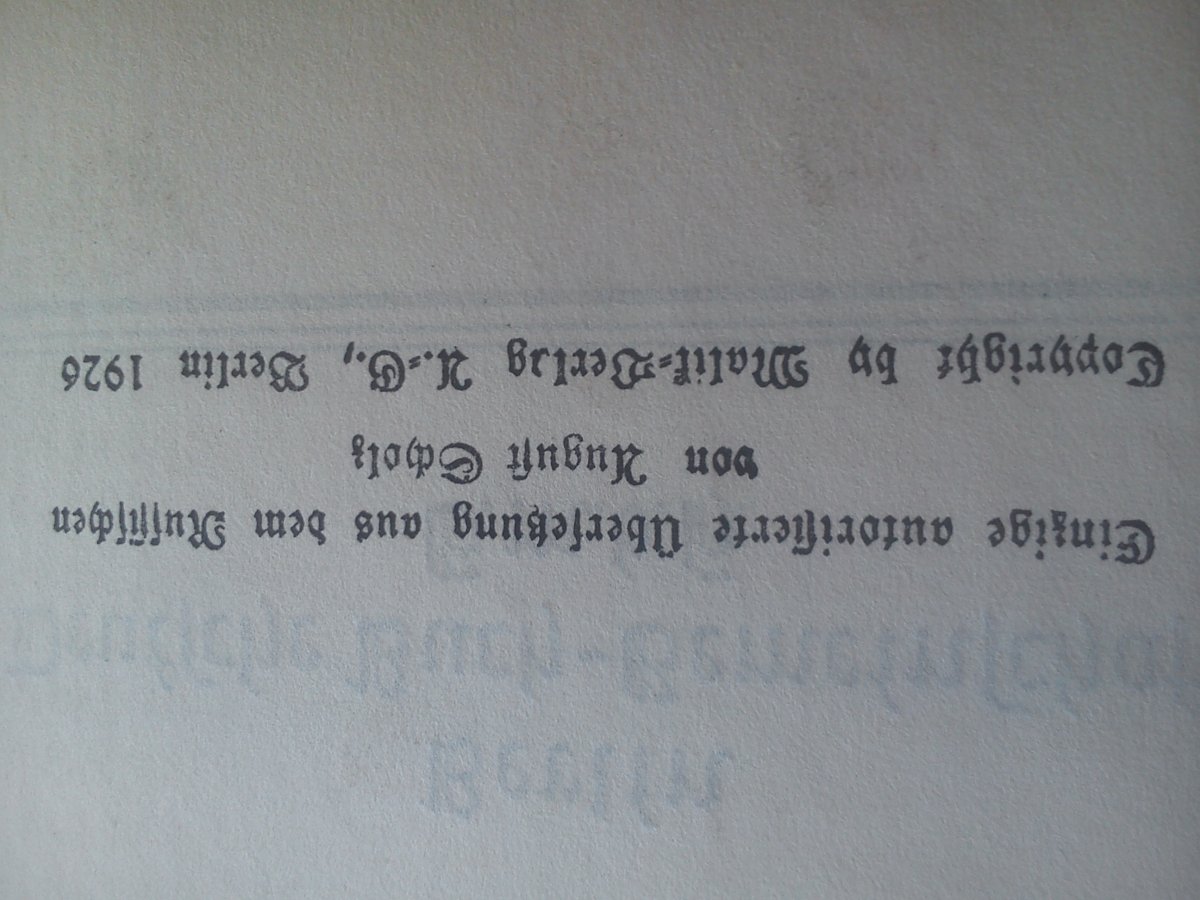 Einzige autorisierte Übersetzung aus dem Russischen
von August Scholz
Copyright by Malik-Verlag A.-G., Berlin 1926